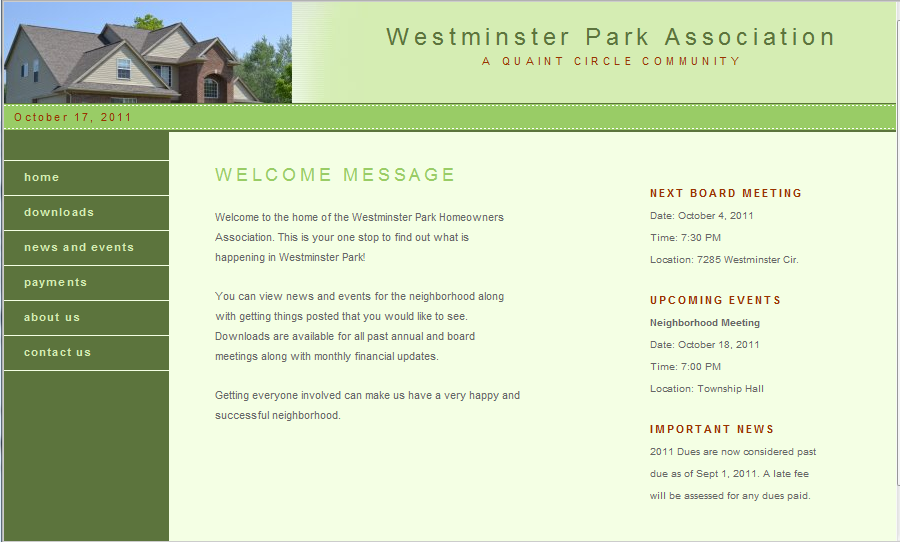 Westminster Park Association
A QUAINT CIRCLE COMMUNITY
October 17, 2011
home
downloads
news and events
payments
about us
contact us
WELCOME MESSAGE
Welcome to the home of the Westminster Park Homeowners
Association. This is your one stop to find out what is
happening in Westminster Park!
You can view news and events for the neighborhood along
with getting things posted that you would like to see.
Downloads are available for all past annual and board
meetings along with monthly financial updates.
Getting everyone involved can make us have a very happy and
successful neighborhood.
NEXT BOARD MEETING
Date: October 4, 2011
Time: 7:30 PM
Location: 7285 Westminster Cir.
UPCOMING EVENTS
Neighborhood Meeting
Date: October 18, 2011
Time: 7:00 PM
Location: Township Hall
IMPORTANT NEWS
2011 Dues are now considered past
due as of Sept 1, 2011. A late fee
will be assessed for any dues paid.